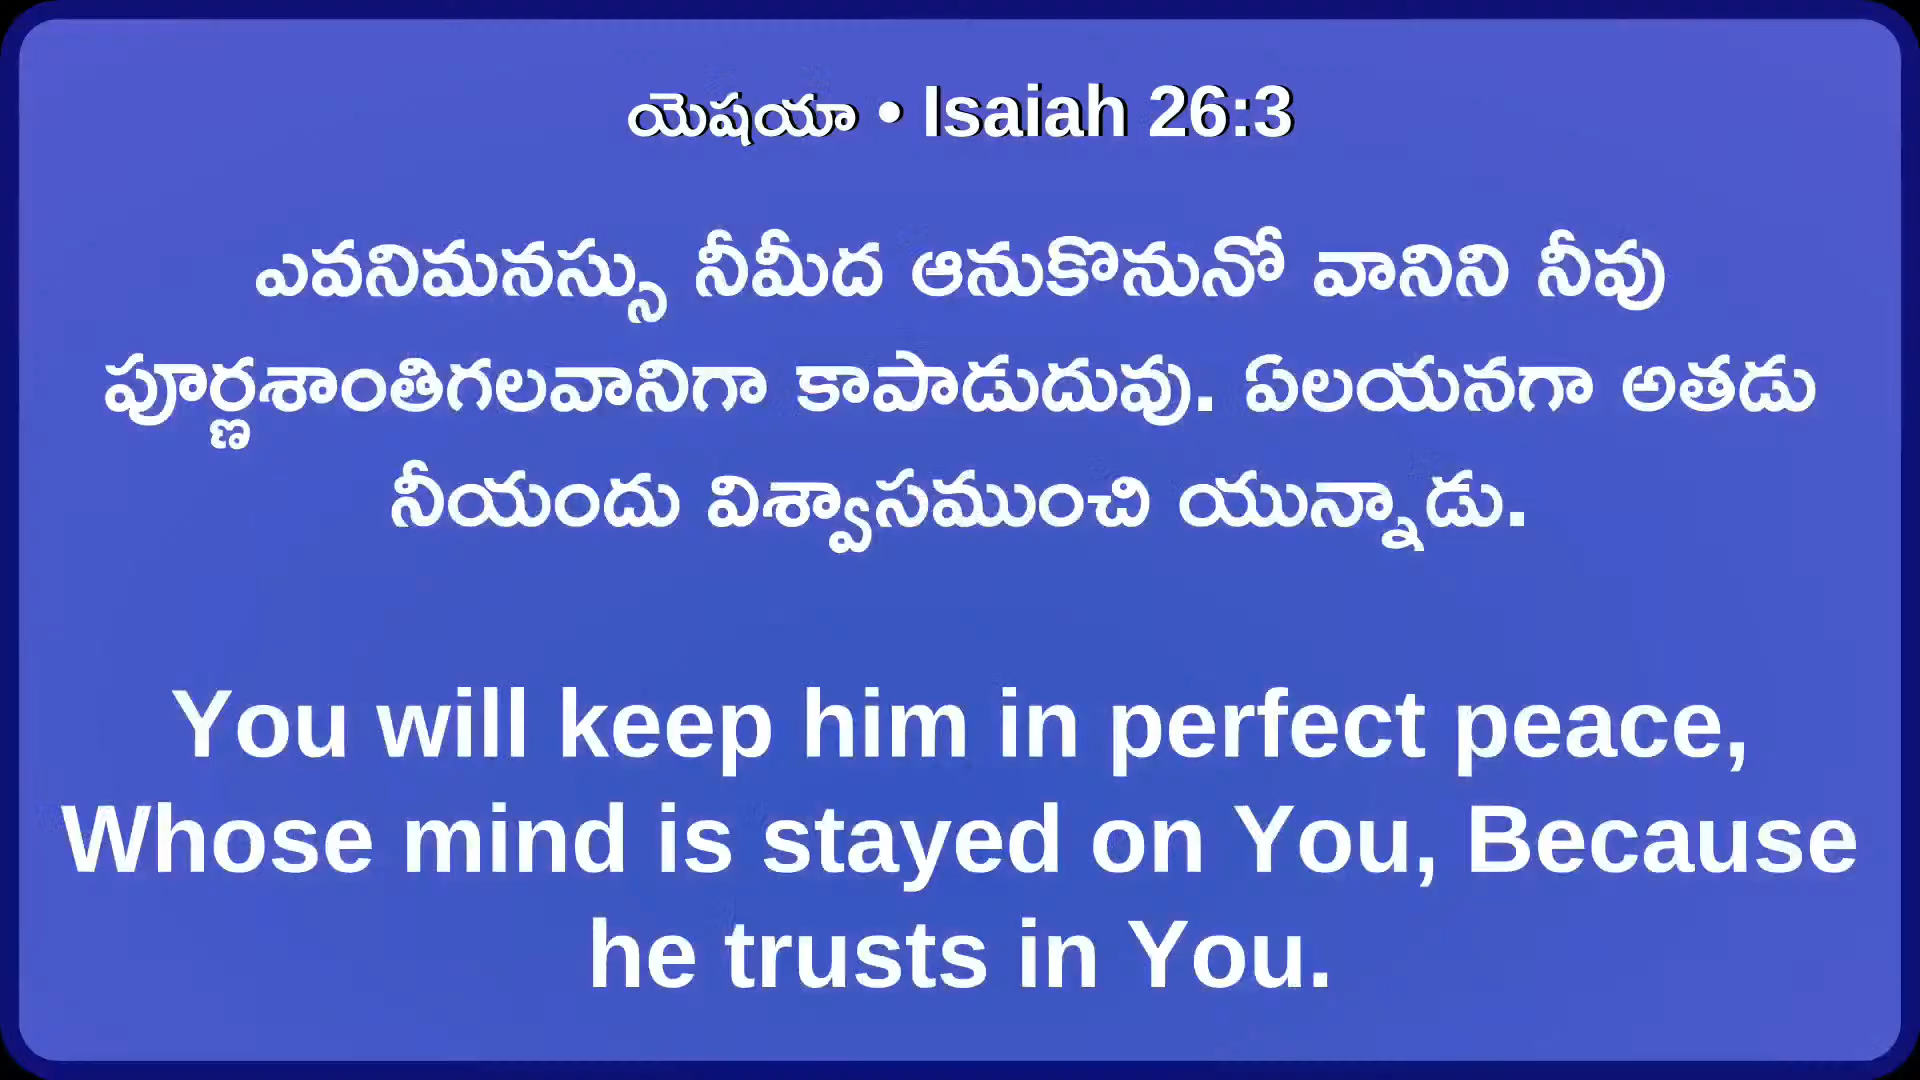 యెషయా • Isaiah 26:3
ఎవనిమనస్సు నీమీద ఆనుకొనునో వానిని నీవు
పూర్ణశాంతిగలవానిగా కాపాడుదువు. ఏలయనగా అతడు
నీయందు విశ్వాసముంచి యున్నాడు.
You will keep him in perfect peace,
Whose mind is stayed on You, Because
he trusts in You.